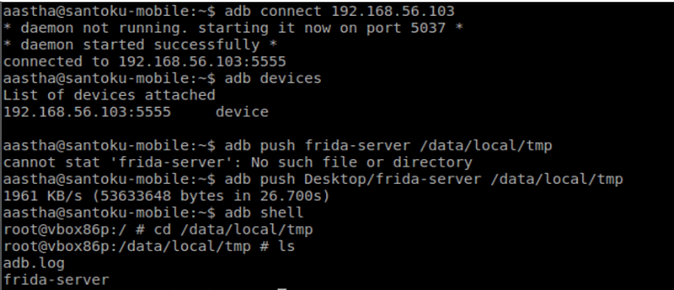 aastha@santoku-mobile:~$ adb connect 192.168.56.103
* daemon not running. starting it now on port 5037 *
* daemon started successfully *
connected to 192.168.56.103:5555
aastha@santoku-mobile:~$ adb devices
List of devices attached
192.168.56.103:5555     device
aastha@santoku-mobile:~$ adb push frida-server /data/local/tmp
cannot stat 'frida-server': No such file or directory
aastha@santoku-mobile:~$ adb push Desktop/frida-server /data/local/tmp
1961 KB/s (53633648 bytes in 26.700s)
aastha@santoku-mobile:~$ adb shell
root@vbox86p:/ # cd /data/local/tmp
root@vbox86p:/data/local/tmp # ls
adb.log
frida-server